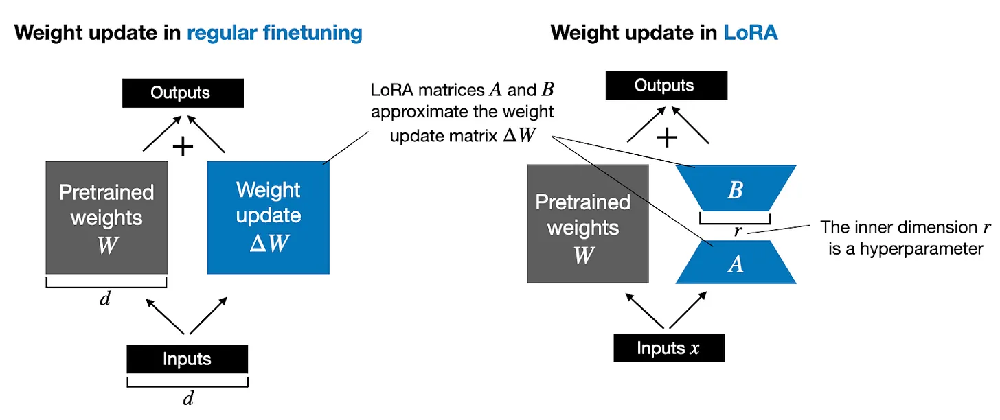 Weight update in regular finetuning
Outputs
+
Pretrained
weights
W
d
Weight
update
ΔW
Inputs
d
LoRA matrices A and B
approximate the weight
update matrix ΔW
Weight update in LoRA
Outputs
+
Pretrained
weights
W
B
r
A
The inner dimension r
is a hyperparameter
Inputs x